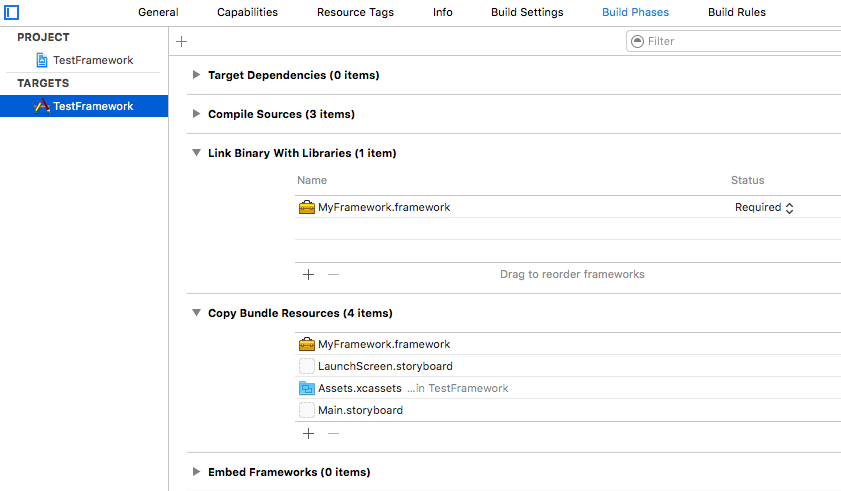 General Capabilities Resource Tags Info Build Settings Build Phases Build Rules
PROJECT
TestFramework
TARGETS
TestFramework
Filter
Target Dependencies (0 items)
Compile Sources (3 items)
Link Binary With Libraries (1 item)
Name Status
MyFramework.framework Required
Drag to reorder frameworks
Copy Bundle Resources (4 items)
MyFramework.framework
LaunchScreen.storyboard
Assets.xcassets ...in TestFramework
Main.storyboard
Embed Frameworks (0 items)